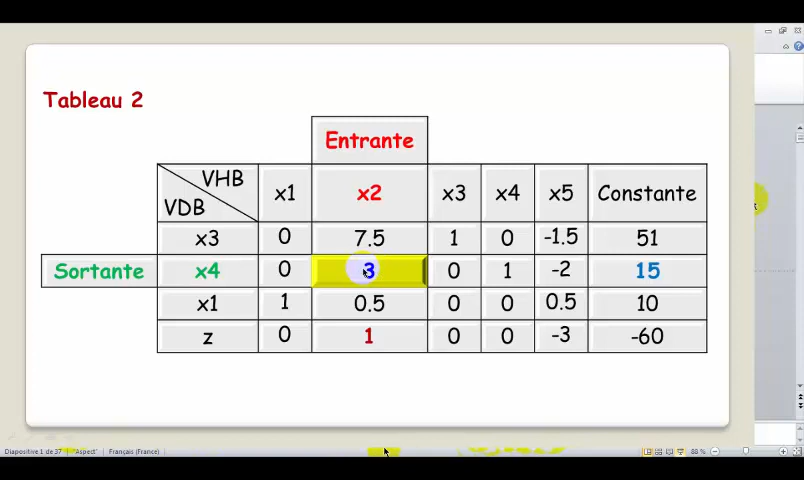 Tableau 2
Entrante
VHB
VDB
x1 x2 x3 x4 x5 Constante
x3 0 7.5 1 0 -1.5 51
Sortante x4 0 3 0 1 -2 15
x1 1 0.5 0 0 0.5 10
z 0 1 0 0 -3 -60
Diapositive 1 de 37 "Aspect" Français (France) 88 %